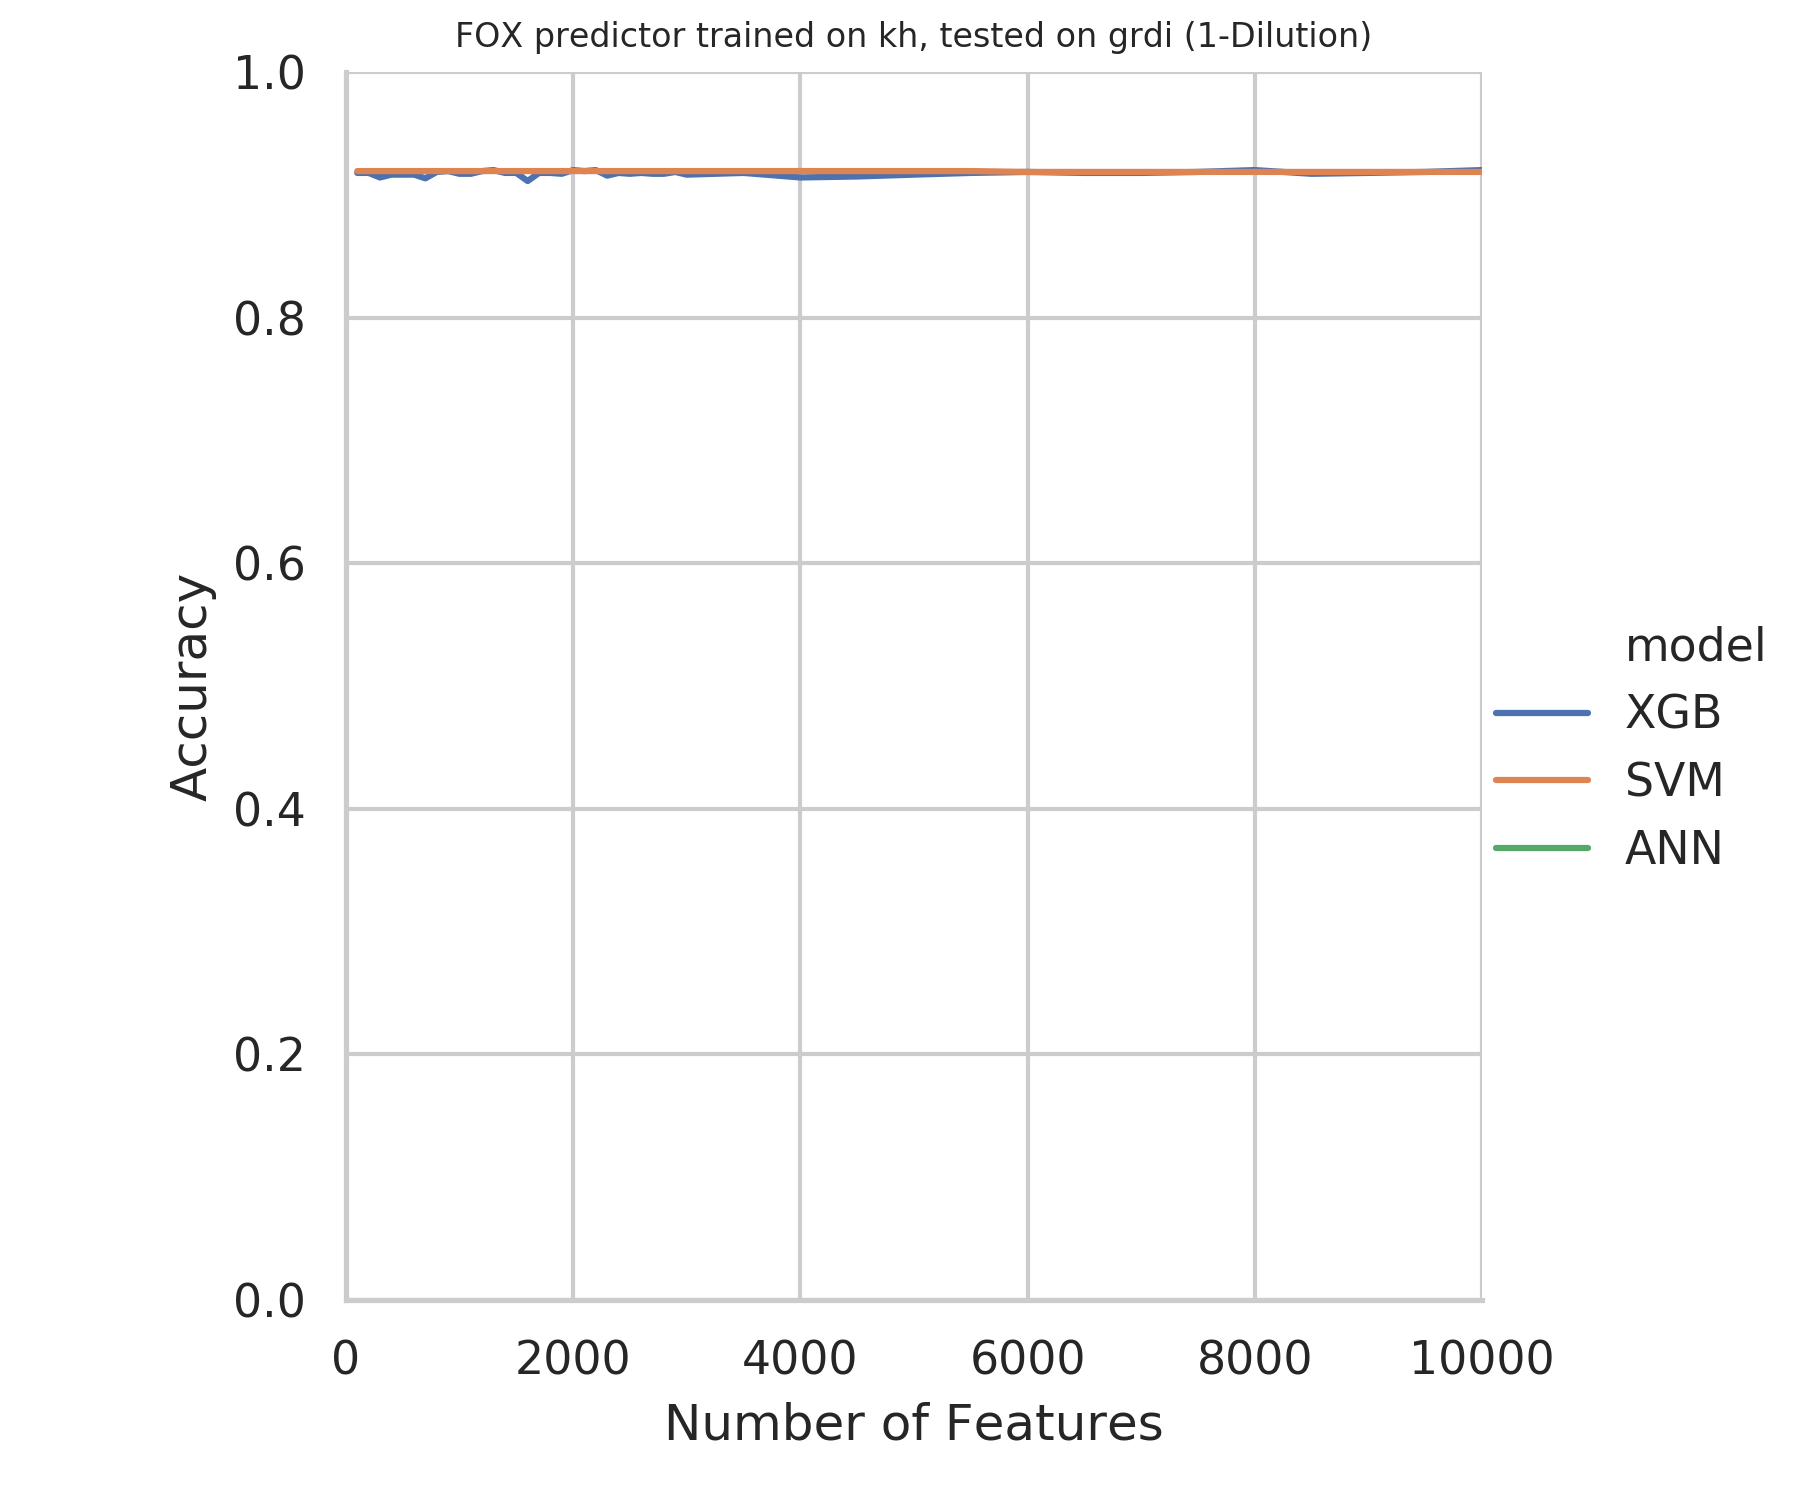 FOX predictor trained on kh, tested on grdi (1-Dilution)
1.0
0.8
0.6
0.4
0.2
0.0
Accuracy
0 2000 4000 6000 8000 10000
Number of Features
model
XGB
SVM
ANN